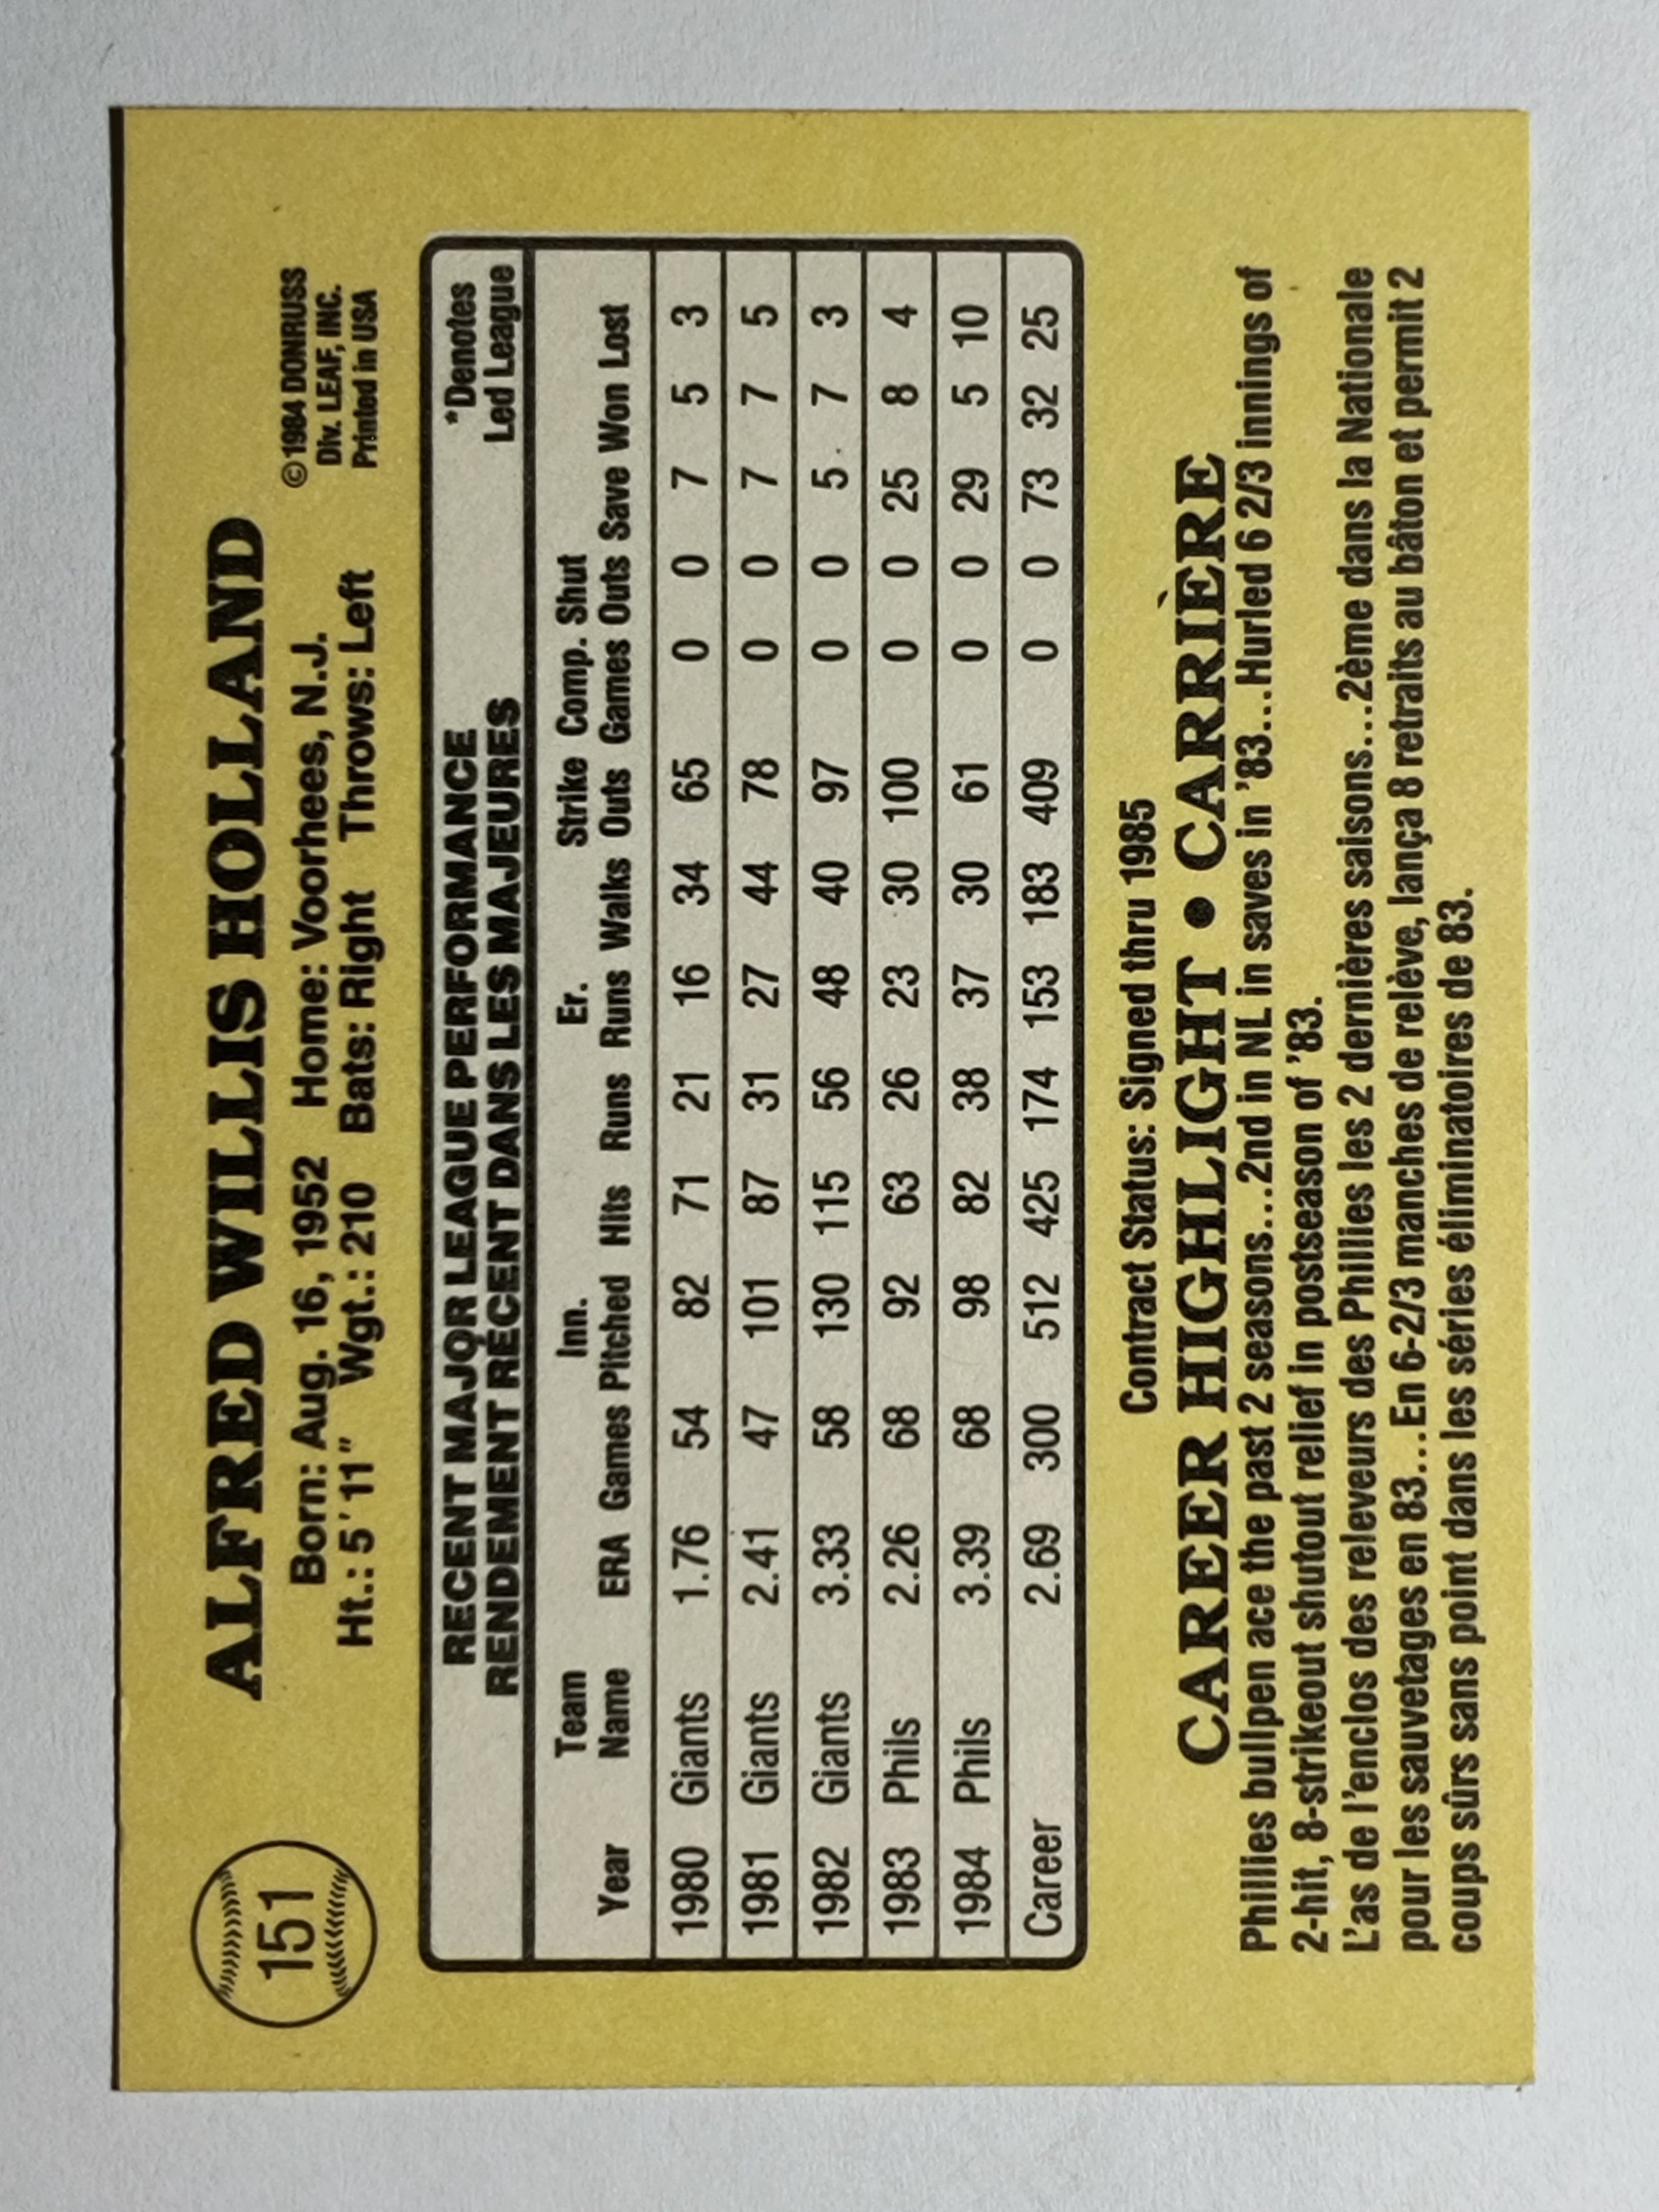 151
ALFRED WILLIS HOLLAND
Born: Aug. 16, 1952 Home: Voorhees, N.J.
Ht.: 5'11" Wgt.: 210 Bats: Right Throws: Left
©1984 DONRUSS
Div. LEAF, INC.
Printed in USA
RECENT MAJOR LEAGUE PERFORMANCE
RENDEMENT RÉCENT DANS LES MAJEURES
*Denotes
Led League
Team Inn. Er. Strike Comp. Shut
Year Name ERA Games Pitched Hits Runs Runs Walks Outs Games Outs Save Won Lost
1980 Giants 1.76 54 82 71 21 16 34 65 0 0 7 5 3
1981 Giants 2.41 47 101 87 31 27 44 78 0 0 7 7 5
1982 Giants 3.33 58 130 115 56 48 40 97 0 0 5 7 3
1983 Phils 2.26 68 92 63 26 23 30 100 0 0 25 8 4
1984 Phils 3.39 68 98 82 38 37 30 61 0 0 29 5 10
Career 2.69 300 512 425 174 153 183 409 0 0 73 32 25
Contract Status: Signed thru 1985
CAREER HIGHLIGHT • CARRIÈRE
Phillies bullpen ace the past 2 seasons...2nd in NL in saves in '83...Hurled 6 2/3 innings of
2-hit, 8-strikeout shutout relief in postseason of '83.
L'as de l'enclos des releveurs des Phillies les 2 dernières saisons...2ème dans la Nationale
pour les sauvetages en 83...En 6-2/3 manches de relève, lança 8 retraits au bâton et permit 2
coups sûrs sans point dans les séries éliminatoires de 83.